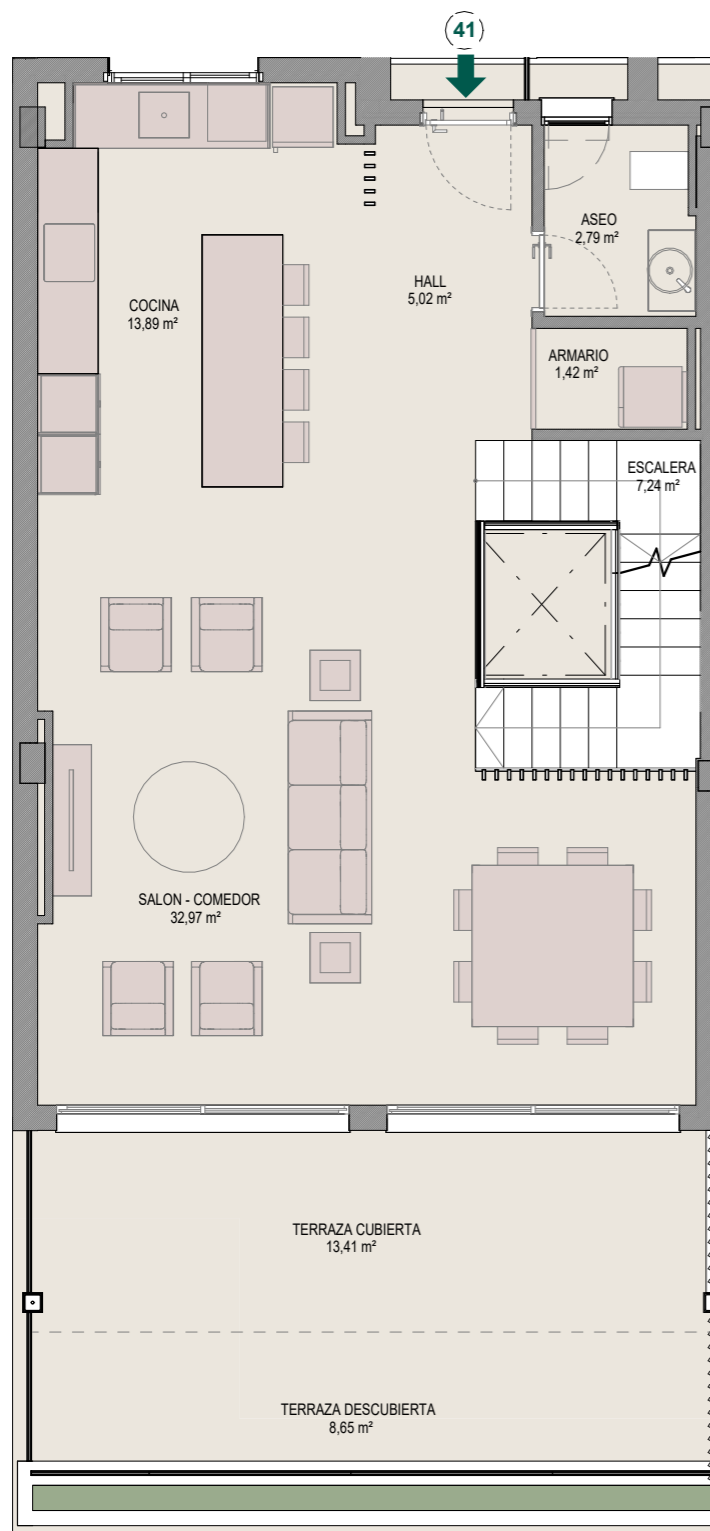 41
ASEO
2,79 m²
HALL
5,02 m²
COCINA
13,89 m²
ARMARIO
1,42 m²
ESCALERA
7,24 m²
SALON - COMEDOR
32,97 m²
TERRAZA CUBIERTA
13,41 m²
TERRAZA DESCUBIERTA
8,65 m²